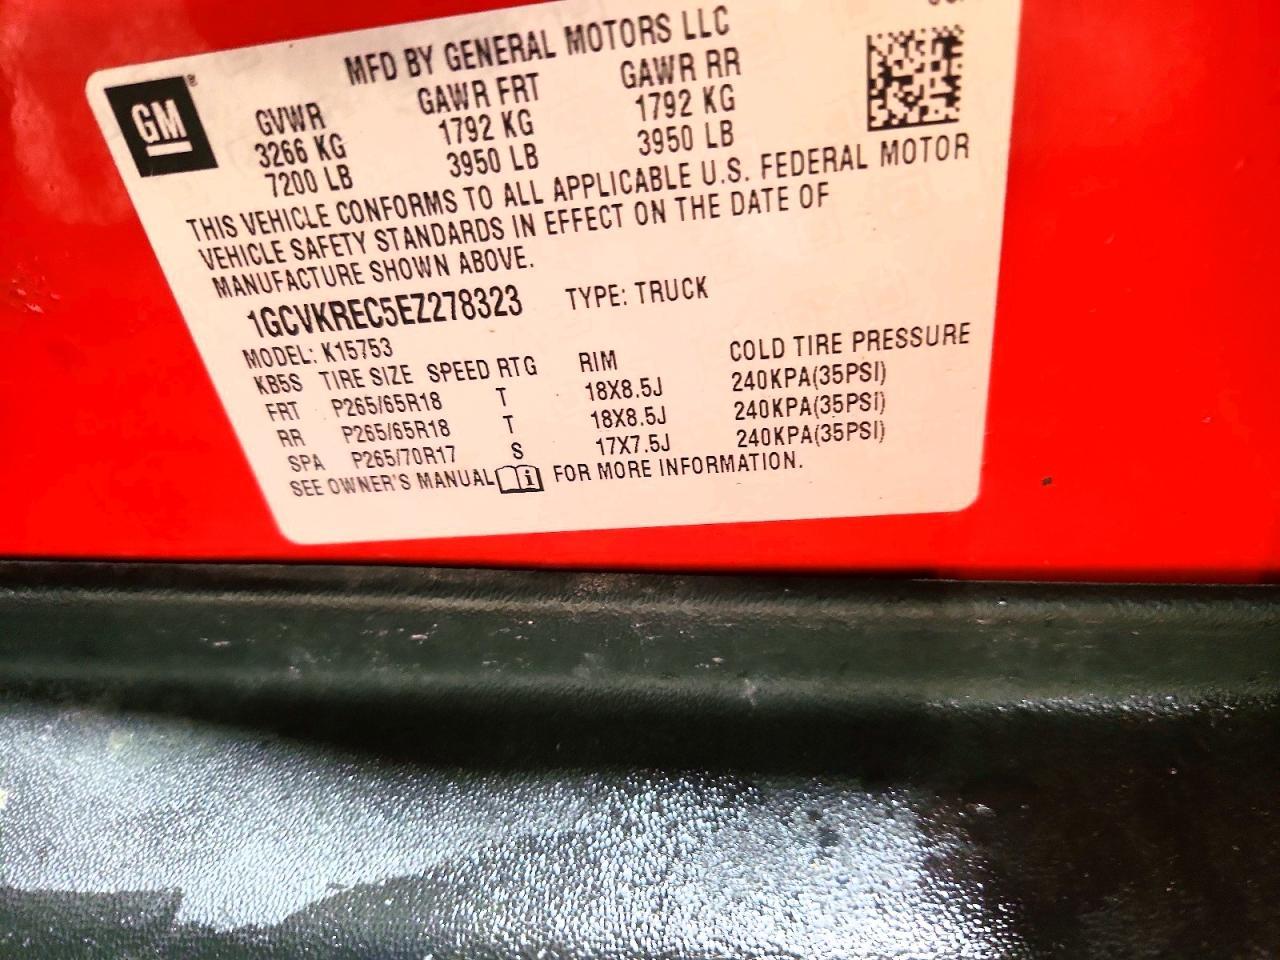 MFD BY GENERAL MOTORS LLC
GM®
GVWR GAWR FRT GAWR RR
3266 KG 1792 KG 1792 KG
7200 LB 3950 LB 3950 LB
THIS VEHICLE CONFORMS TO ALL APPLICABLE U.S. FEDERAL MOTOR
VEHICLE SAFETY STANDARDS IN EFFECT ON THE DATE OF
MANUFACTURE SHOWN ABOVE.
1GCVKREC5EZ278323 TYPE: TRUCK
MODEL: K15753
KB5S TIRE SIZE SPEED RTG RIM COLD TIRE PRESSURE
FRT P265/65R18 T 18X8.5J 240KPA(35PSI)
RR P265/65R18 T 18X8.5J 240KPA(35PSI)
SPA P265/70R17 S 17X7.5J 240KPA(35PSI)
SEE OWNER'S MANUAL i FOR MORE INFORMATION.